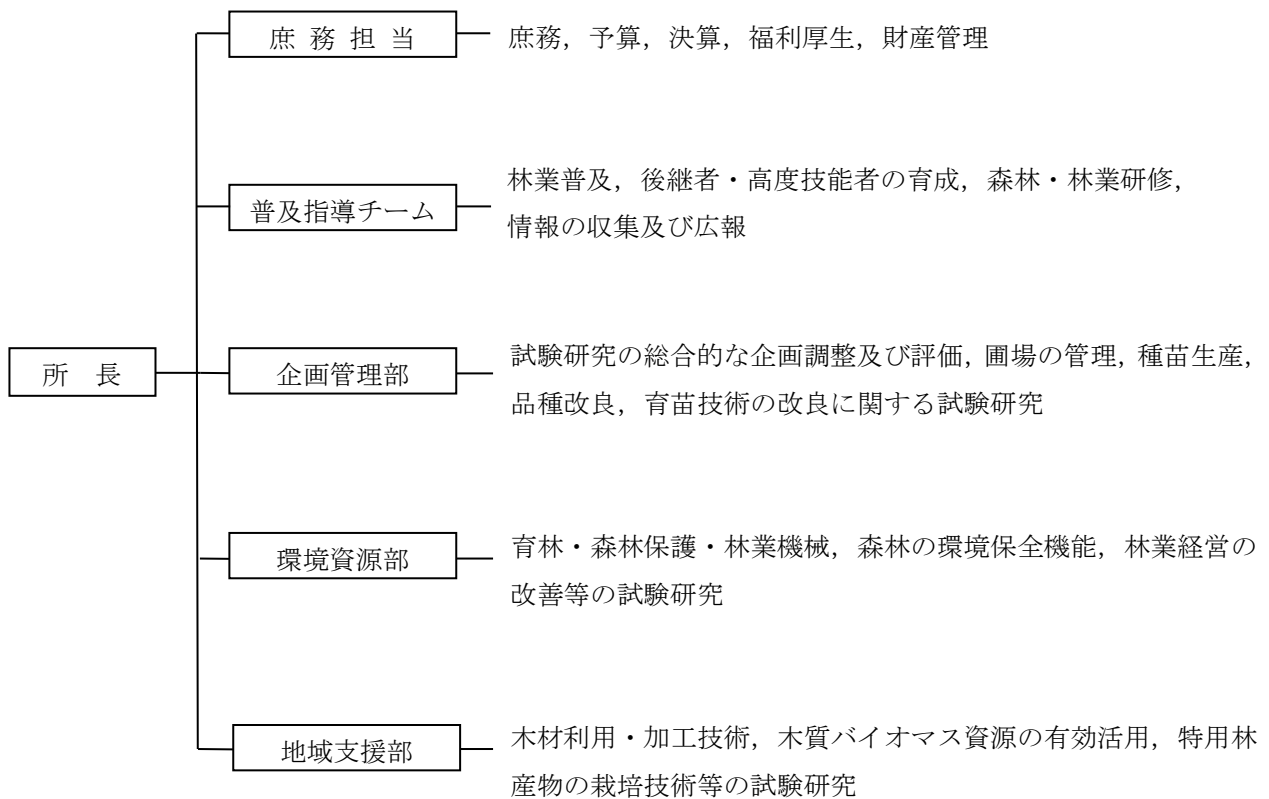 庶 務 担 当
庶務，予算，決算，福利厚生，財産管理
普及指導チーム
林業普及，後継者・高度技能者の育成，森林・林業研修，
情報の収集及び広報
所　長
企画管理部
試験研究の総合的な企画調整及び評価，圃場の管理，種苗生産，
品種改良，育苗技術の改良に関する試験研究
環境資源部
育林・森林保護・林業機械，森林の環境保全機能，林業経営の
改善等の試験研究
地域支援部
木材利用・加工技術，木質バイオマス資源の有効活用，特用林
産物の栽培技術等の試験研究